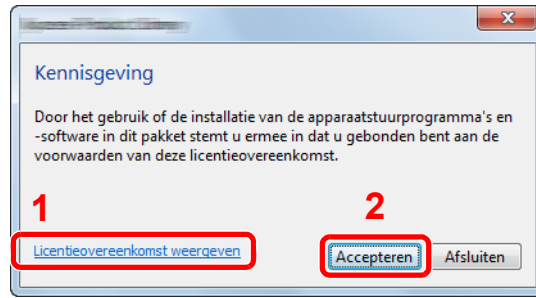 Kennisgeving
Door het gebruik of de installatie van de apparaatstuurprogramma's en
-software in dit pakket stemt u ermee in dat u gebonden bent aan de
voorwaarden van deze licentieovereenkomst.
1
2
Licentieovereenkomst weergeven
Accepteren
Afsluiten